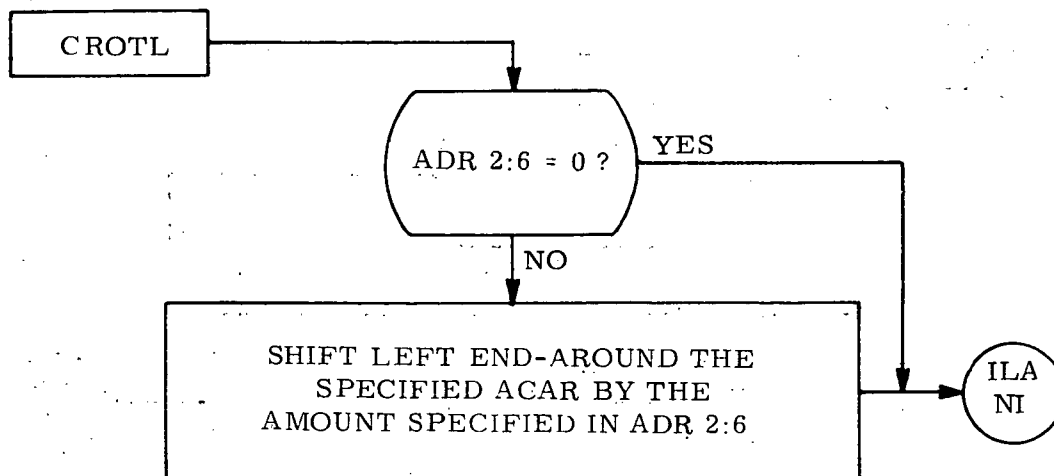 CROTL
ADR 2:6 = 0 ?
YES
NO
SHIFT LEFT END-AROUND THE
SPECIFIED ACAR BY THE
AMOUNT SPECIFIED IN ADR 2:6
ILA
NI